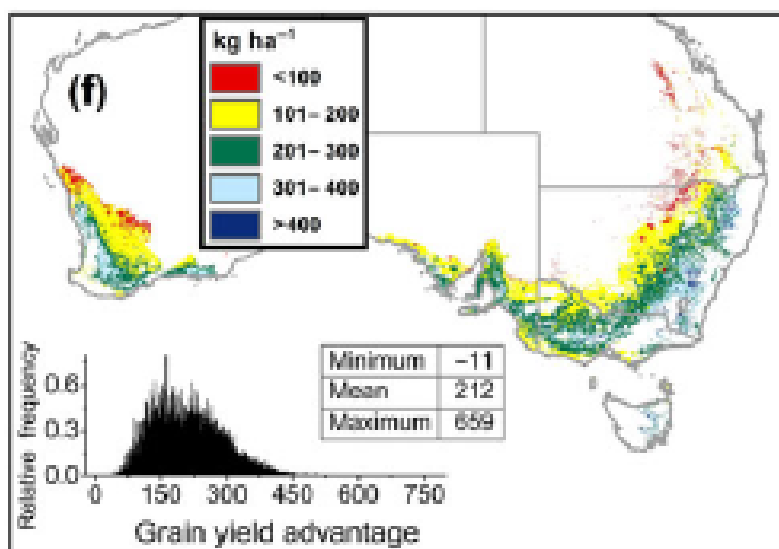 (f)
kg ha⁻¹
<100
101–200
201–300
301–400
>400
Minimum −11
Mean 212
Maximum 659
Relative frequency
0.6
0.3
0.0
0 150 300 450 600 750
Grain yield advantage